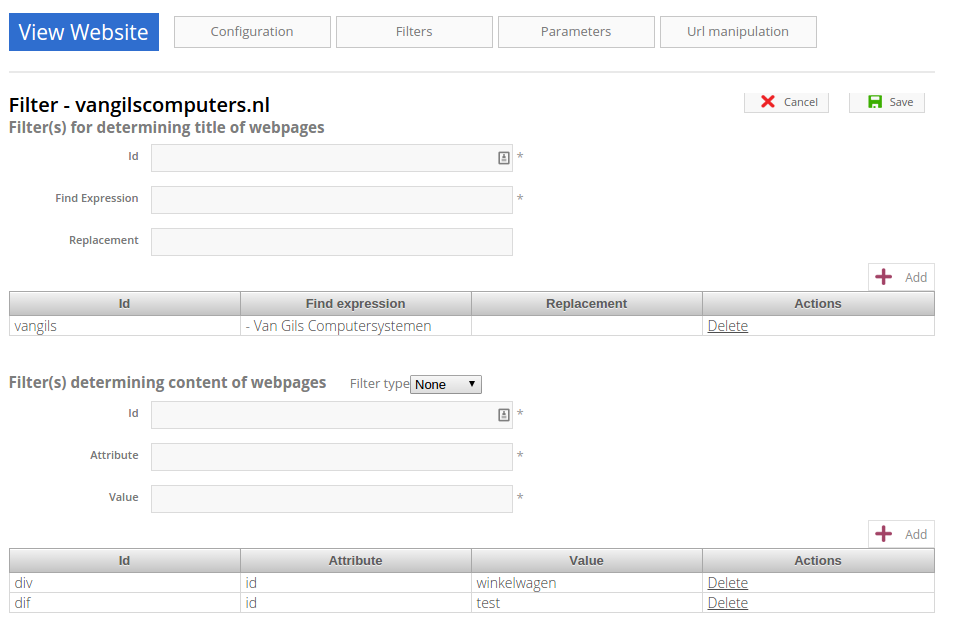 View Website Configuration Filters Parameters Url manipulation
Filter - vangilscomputers.nl Cancel Save
Filter(s) for determining title of webpages
Id *
Find Expression *
Replacement
Add
Id Find expression Replacement Actions
vangils - Van Gils Computersystemen Delete
Filter(s) determining content of webpages Filter type None
Id *
Attribute *
Value *
Add
Id Attribute Value Actions
div id winkelwagen Delete
dif id test Delete